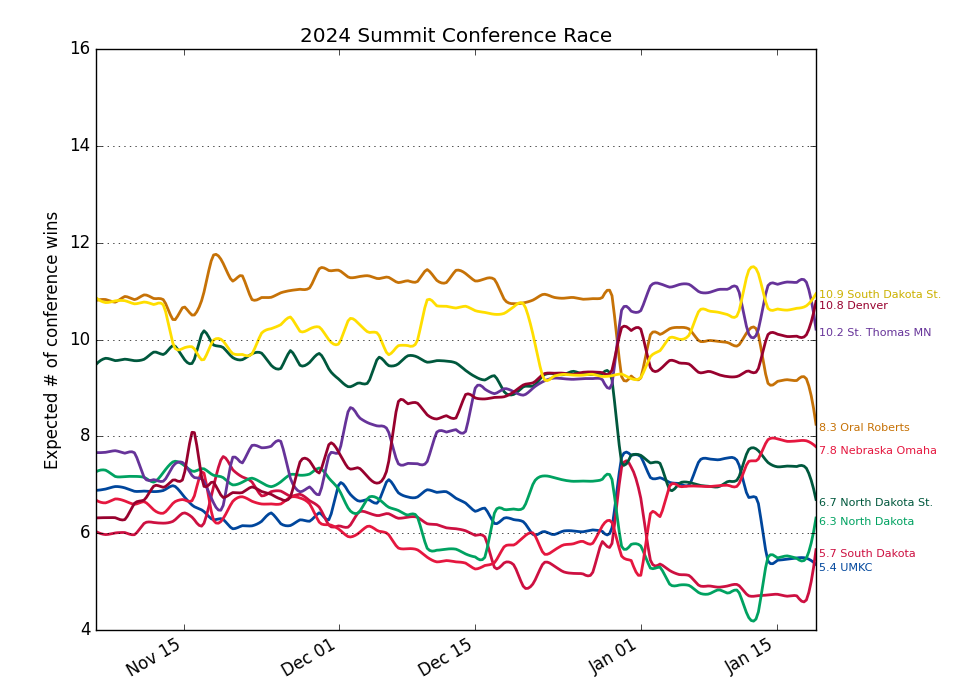 2024 Summit Conference Race
Expected # of conference wins
16
14
12
10
8
6
4
Nov 15
Dec 01
Dec 15
Jan 01
Jan 15
10.9 South Dakota St.
10.8 Denver
10.2 St. Thomas MN
8.3 Oral Roberts
7.8 Nebraska Omaha
6.7 North Dakota St.
6.3 North Dakota
5.7 South Dakota
5.4 UMKC